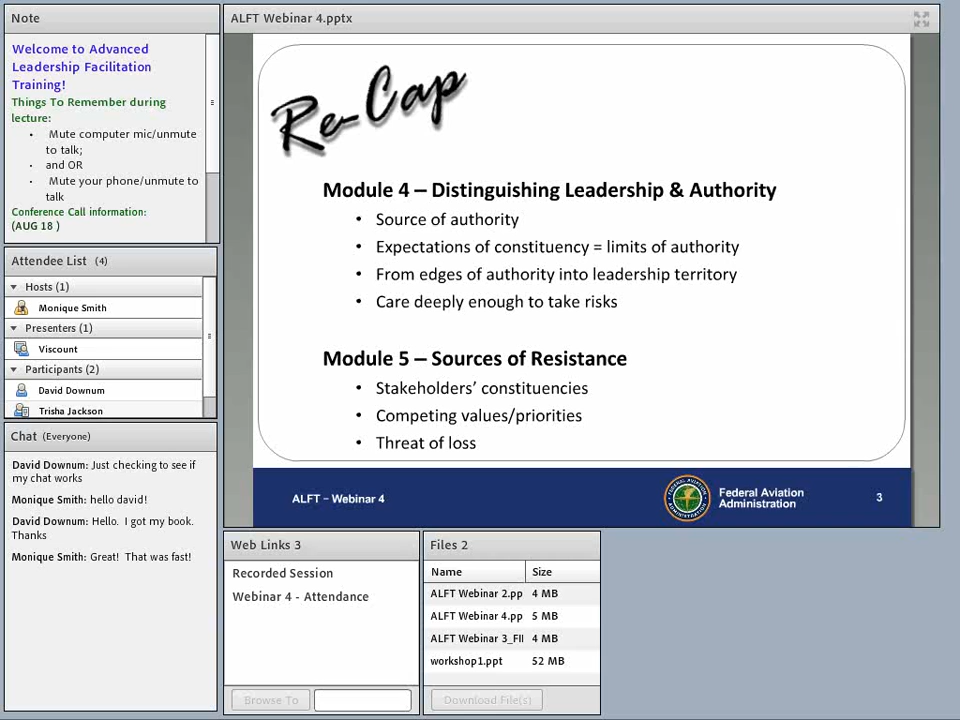 Note
Welcome to Advanced
Leadership Facilitation
Training!
Things To Remember during
lecture:
• Mute computer mic/unmute
to talk;
• and OR
• Mute your phone/unmute to
talk
Conference Call information:
(AUG 18 )
Attendee List (4)
Hosts (1)
Monique Smith
Presenters (1)
Viscount
Participants (2)
David Downum
Trisha Jackson
Chat (Everyone)
David Downum: Just checking to see if
my chat works
Monique Smith: hello david!
David Downum: Hello. I got my book.
Thanks
Monique Smith: Great! That was fast!
ALFT Webinar 4.pptx
Re-Cap
Module 4 – Distinguishing Leadership & Authority
• Source of authority
• Expectations of constituency = limits of authority
• From edges of authority into leadership territory
• Care deeply enough to take risks
Module 5 – Sources of Resistance
• Stakeholders’ constituencies
• Competing values/priorities
• Threat of loss
ALFT – Webinar 4
Federal Aviation
Administration
3
Web Links 3
Recorded Session
Webinar 4 - Attendance
Browse To
Files 2
Name Size
ALFT Webinar 2.pp 4 MB
ALFT Webinar 4.pp 5 MB
ALFT Webinar 3_FII 4 MB
workshop1.ppt 52 MB
Download File(s)